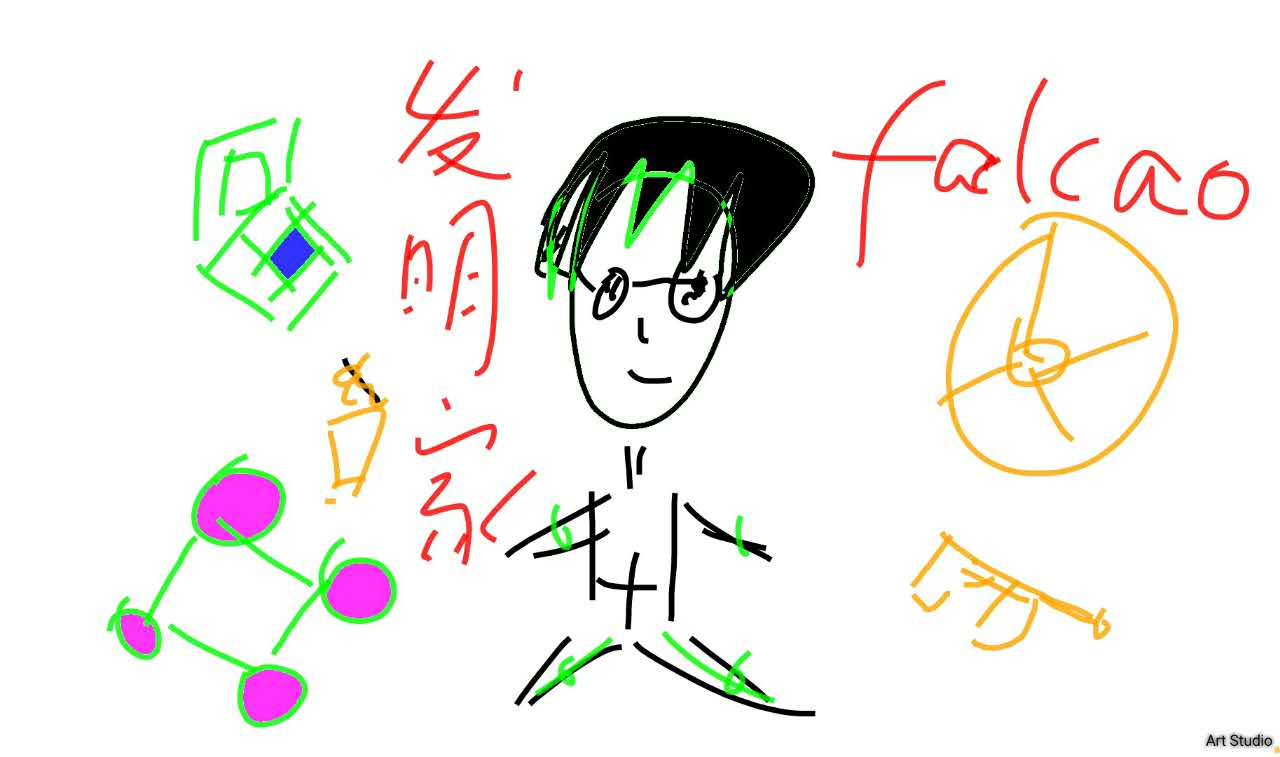 发明家
falcao
Art Studio